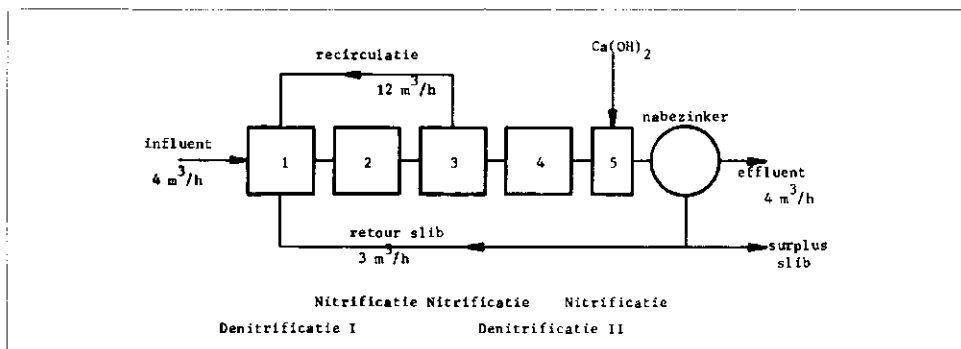 Ca(OH)2
recirculatie
12 m3/h
nabezinker
influent
4 m3/h
1
2
3
4
5
effluent
4 m3/h
retour slib
3 m3/h
surplus
slib
Nitrificatie Nitrificatie Nitrificatie
Denitrificatie I Denitrificatie II